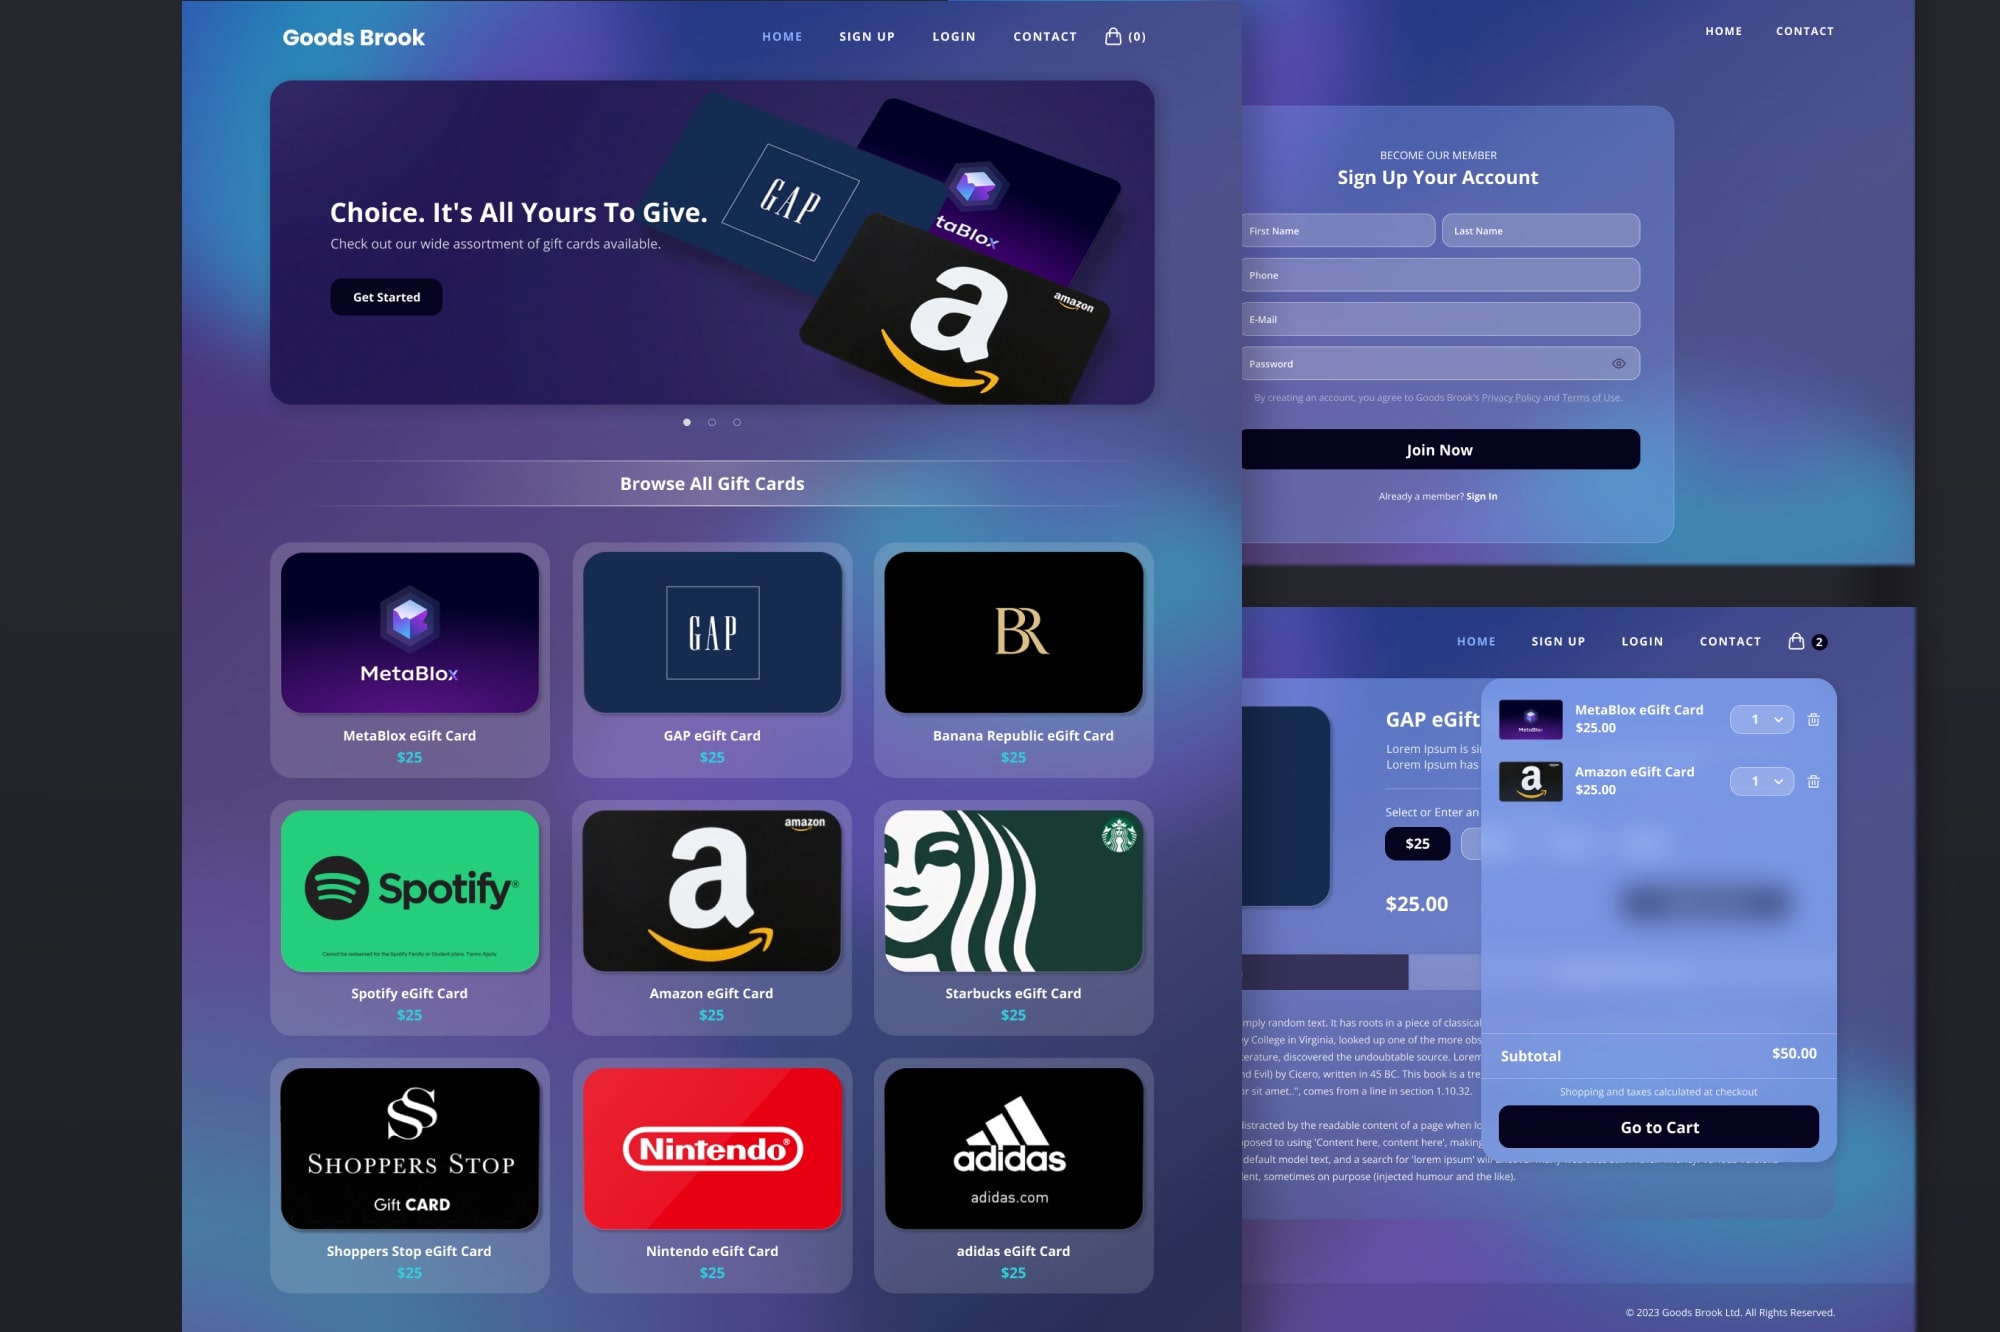 Goods Brook
HOME SIGN UP LOGIN CONTACT (0)
Choice. It's All Yours To Give.
Check out our wide assortment of gift cards available.
Get Started
GAP
taBlox
a
amazon
Browse All Gift Cards
MetaBlox
MetaBlox eGift Card
$25
GAP
GAP eGift Card
$25
BR
Banana Republic eGift Card
$25
Spotify®
Cannot be redeemed for the Spotify Family or Student plans. Terms Apply.
Spotify eGift Card
$25
amazon
a
Amazon eGift Card
$25
Starbucks eGift Card
$25
SS
SHOPPERS STOP
Gift CARD
Shoppers Stop eGift Card
$25
Nintendo®
Nintendo eGift Card
$25
adidas
adidas.com
adidas eGift Card
$25
HOME CONTACT
BECOME OUR MEMBER
Sign Up Your Account
First Name Last Name
Phone
E-Mail
Password
By creating an account, you agree to Goods Brook's Privacy Policy and Terms of Use.
Join Now
Already a member? Sign In
HOME SIGN UP LOGIN CONTACT 2
GAP eGift
Lorem Ipsum is si
Lorem Ipsum has
Select or Enter an
$25
$25.00
MetaBlox
MetaBlox eGift Card
$25.00
1
a
Amazon eGift Card
$25.00
1
Subtotal $50.00
Shopping and taxes calculated at checkout
Go to Cart
mply random text. It has roots in a piece of classical
y College in Virginia, looked up one of the more obs
erature, discovered the undoubtable source. Lorem
nd Evil) by Cicero, written in 45 BC. This book is a tre
or sit amet..", comes from a line in section 1.10.32.
listracted by the readable content of a page when lo
posed to using 'Content here, content here', making
default model text, and a search for 'lorem ipsum' will
lent, sometimes on purpose (injected humour and the like).
© 2023 Goods Brook Ltd. All Rights Reserved.